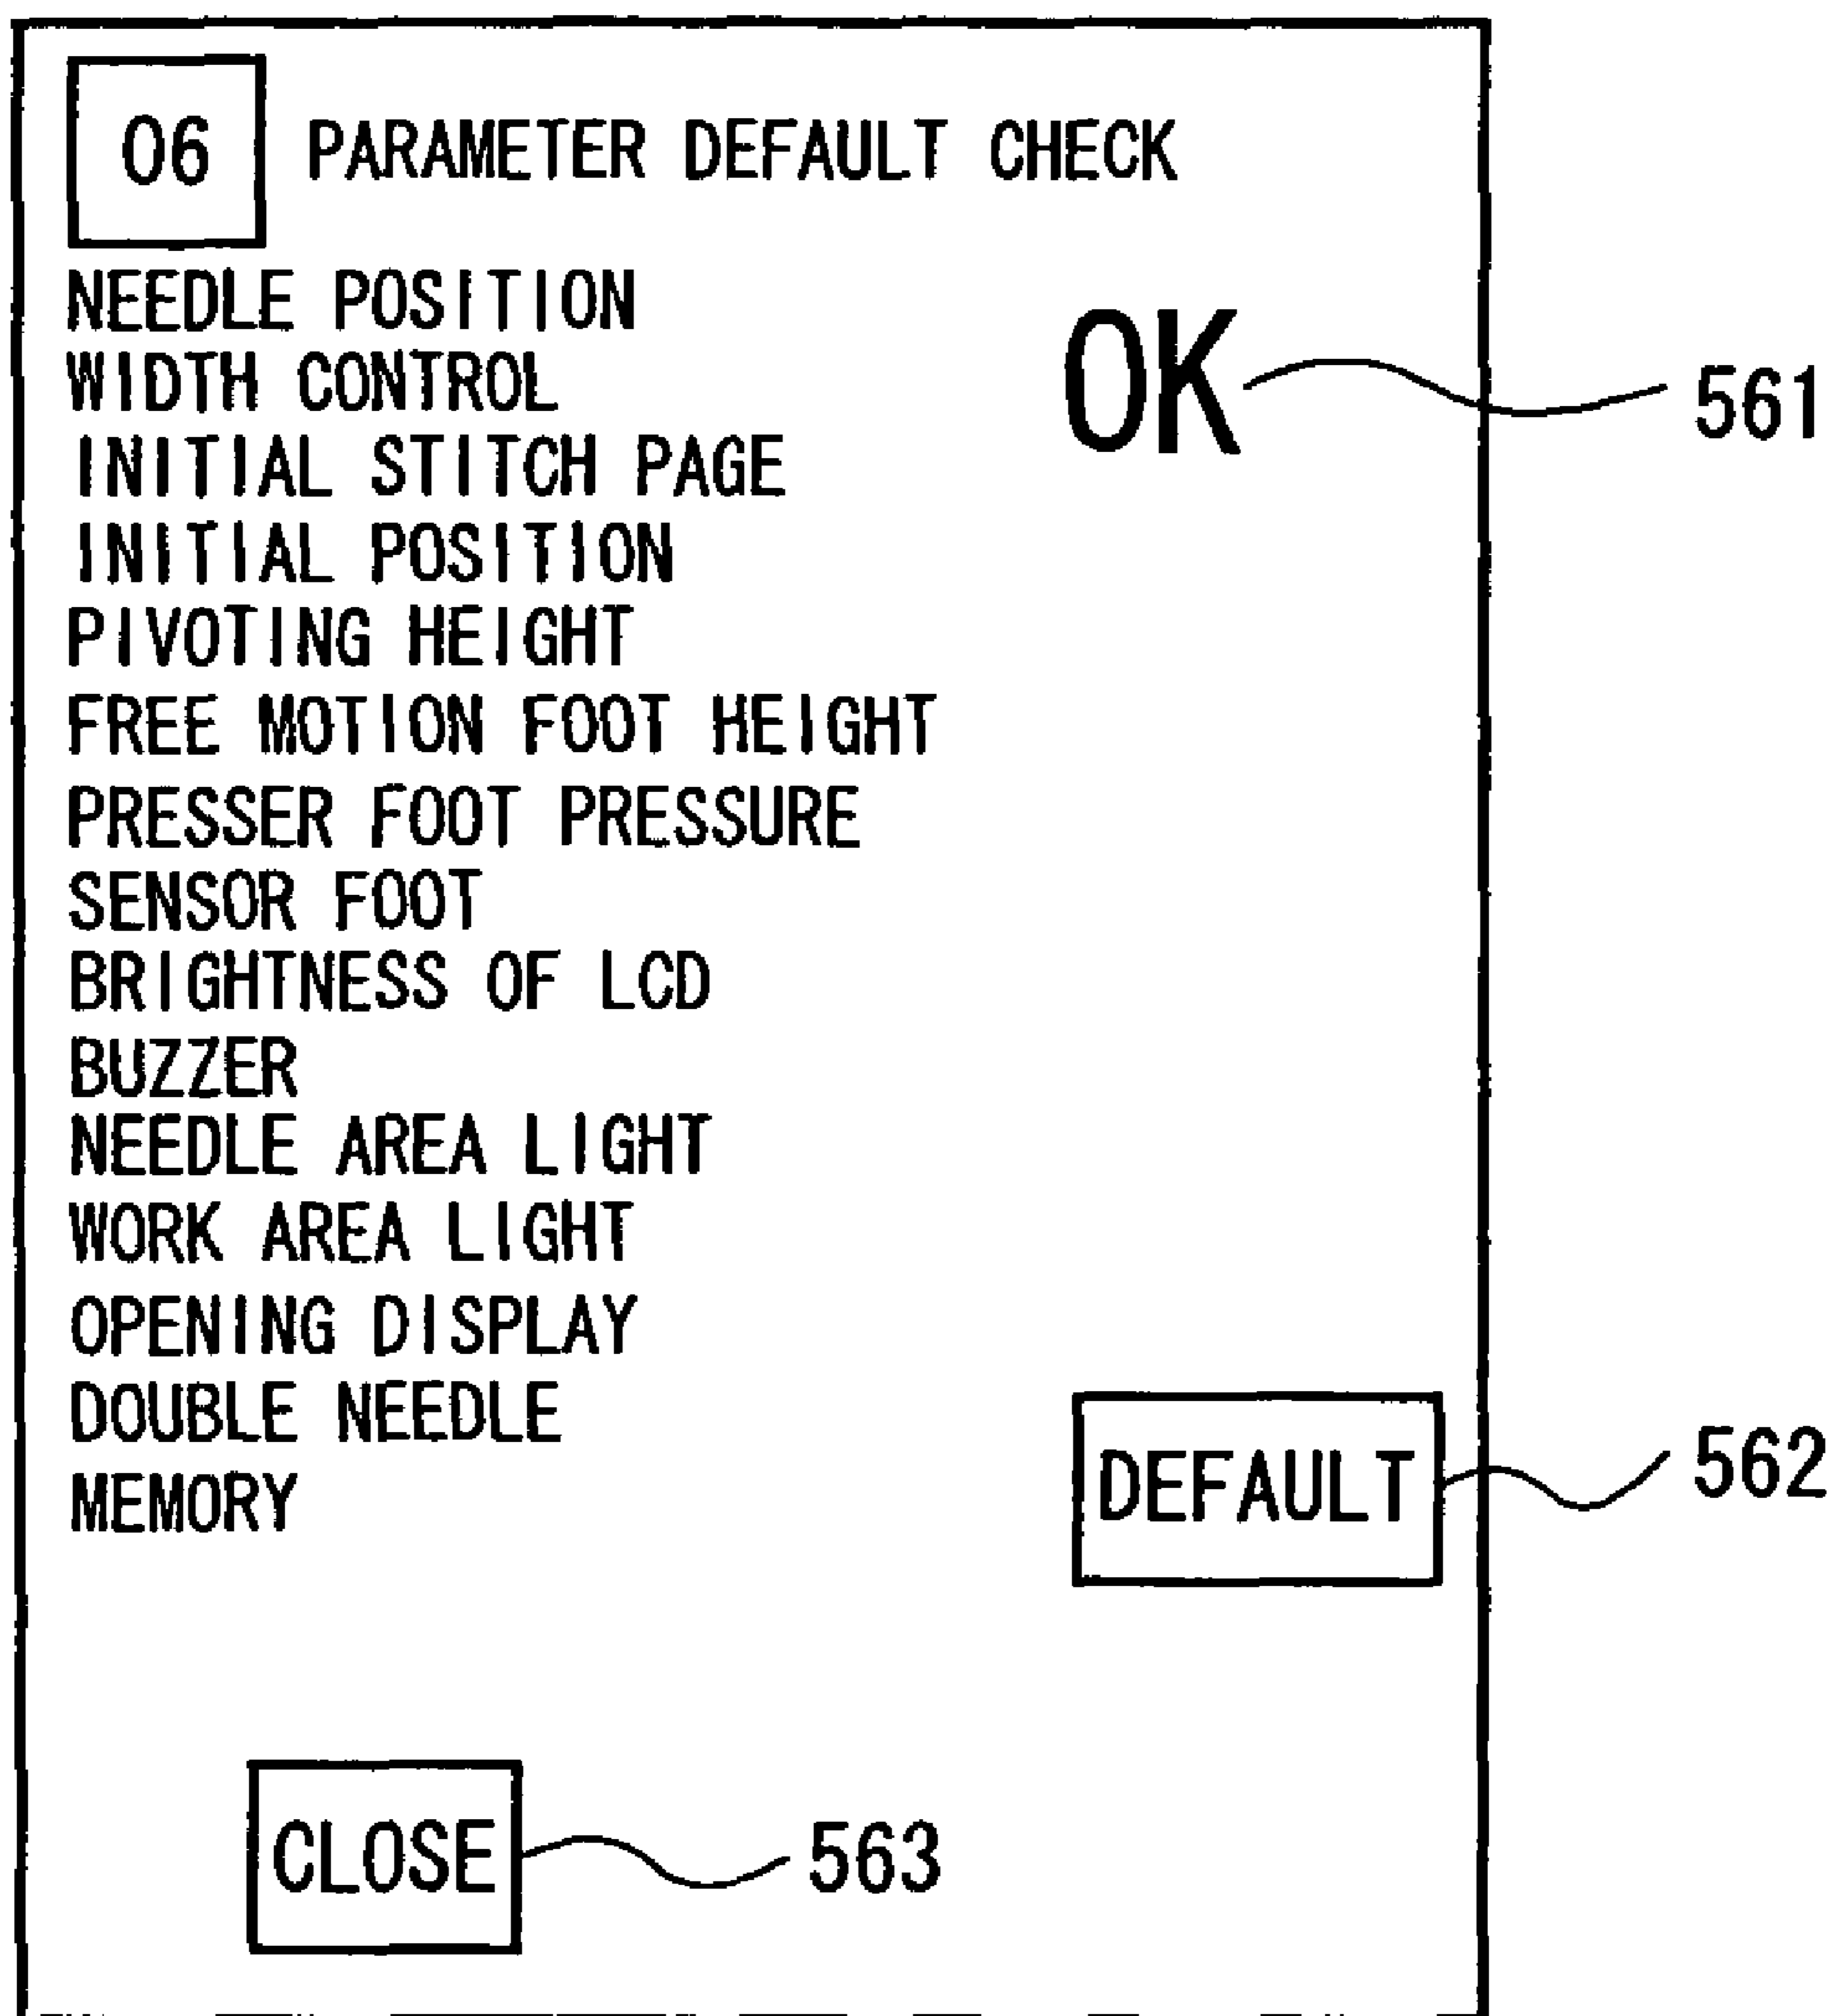 06 PARAMETER DEFAULT CHECK
NEEDLE POSITION
OK
561
WIDTH CONTROL
INITIAL STITCH PAGE
INITIAL POSITION
PIVOTING HEIGHT
FREE MOTION FOOT HEIGHT
PRESSER FOOT PRESSURE
SENSOR FOOT
BRIGHTNESS OF LCD
BUZZER
NEEDLE AREA LIGHT
WORK AREA LIGHT
OPENING DISPLAY
DOUBLE NEEDLE
MEMORY
DEFAULT
562
CLOSE
563